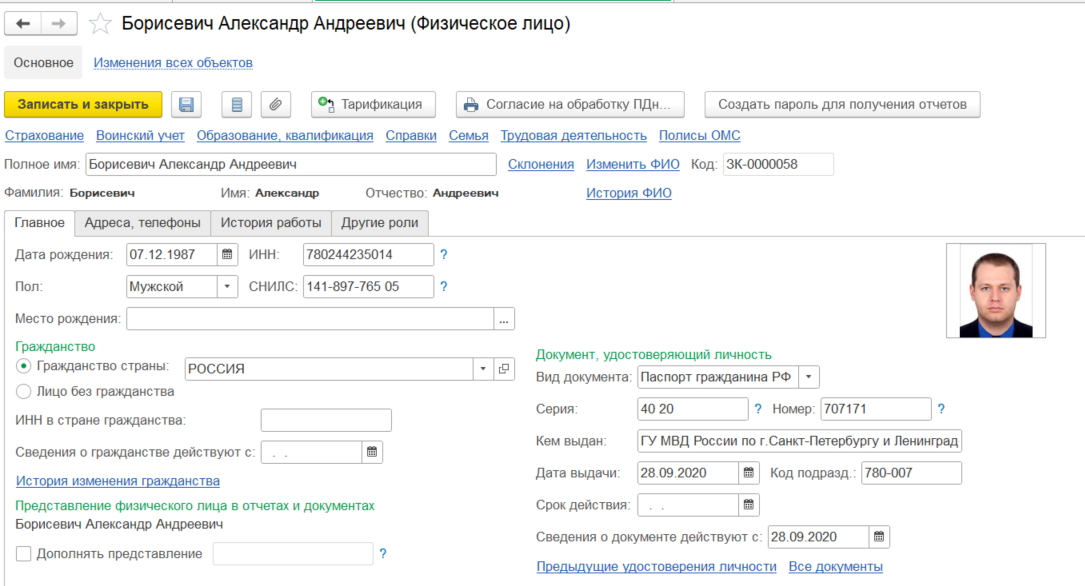 Борисевич Александр Андреевич (Физическое лицо)
Основное Изменения всех объектов
Записать и закрыть Тарификация Согласие на обработку ПДн... Создать пароль для получения отчетов
Страхование Воинский учет Образование, квалификация Справки Семья Трудовая деятельность Полисы ОМС
Полное имя: Борисевич Александр Андреевич Склонения Изменить ФИО Код: ЗК-0000058
Фамилия: Борисевич Имя: Александр Отчество: Андреевич История ФИО
Главное Адреса, телефоны История работы Другие роли
Дата рождения: 07.12.1987 ИНН: 780244235014 ?
Пол: Мужской СНИЛС: 141-897-765 05 ?
Место рождения: ...
Гражданство
Гражданство страны: РОССИЯ
Лицо без гражданства
ИНН в стране гражданства:
Сведения о гражданстве действуют с: . .
История изменения гражданства
Представление физического лица в отчетах и документах
Борисевич Александр Андреевич
Дополнять представление ?
Документ, удостоверяющий личность
Вид документа: Паспорт гражданина РФ
Серия: 40 20 ? Номер: 707171 ?
Кем выдан: ГУ МВД России по г.Санкт-Петербургу и Ленинград
Дата выдачи: 28.09.2020 Код подразд.: 780-007
Срок действия: . .
Сведения о документе действуют с: 28.09.2020
Предыдущие удостоверения личности Все документы